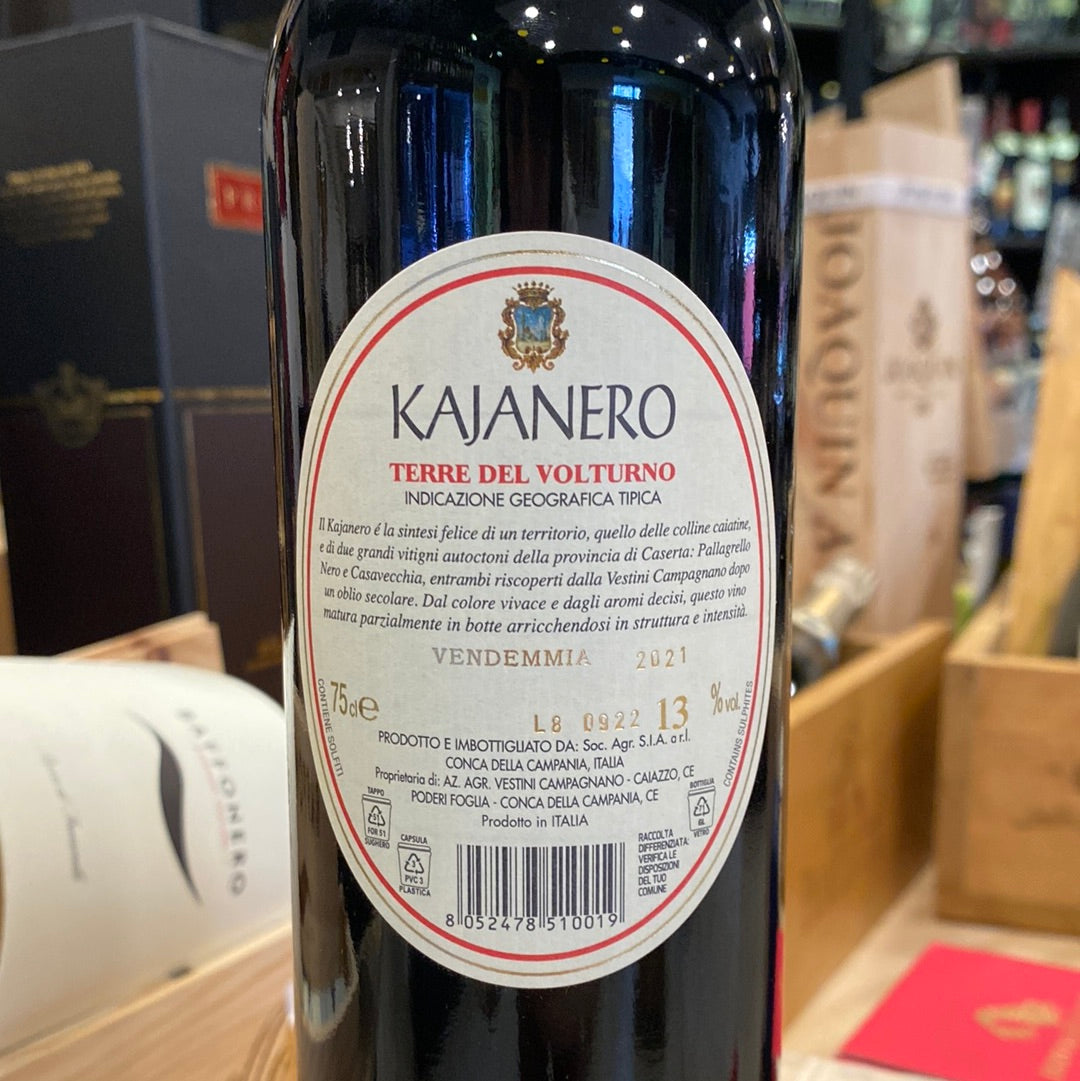 KAJANERO
TERRE DEL VOLTURNO
INDICAZIONE GEOGRAFICA TIPICA
Il Kajanero é la sintesi felice di un territorio, quello delle colline caiatine,
e di due grandi vitigni autoctoni della provincia di Caserta: Pallagrello
Nero e Casavecchia, entrambi riscoperti dalla Vestini Campagnano dopo
un oblio secolare. Dal colore vivace e dagli aromi decisi, questo vino
matura parzialmente in botte arricchendosi in struttura e intensità.
VENDEMMIA 2021
75 cl e
L8 0922 13 % vol.
CONTIENE SOLFITI
CONTAINS SULPHITES
PRODOTTO E IMBOTTIGLIATO DA: Soc. Agr. S.I.A. a r.l.
CONCA DELLA CAMPANIA, ITALIA
Proprietaria di: AZ. AGR. VESTINI CAMPAGNANO - CAIAZZO, CE
PODERI FOGLIA - CONCA DELLA CAMPANIA, CE
Prodotto in ITALIA
TAPPO
51
FOR 51
SUGHERO
CAPSULA
3
PVC 3
PLASTICA
BOTTIGLIA
71
GL
VETRO
RACCOLTA
DIFFERENZIATA:
VERIFICA LE
DISPOSIZIONI
DEL TUO
COMUNE
8 052478 510019
RAFFONERO